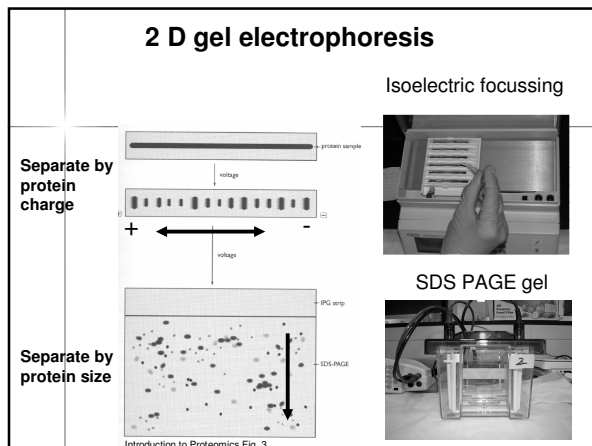 2 D gel electrophoresis
Isoelectric focussing
protein sample
Separate by
protein
charge
voltage
+
-
voltage
SDS PAGE gel
IPG strip
Separate by
protein size
SDS-PAGE
2
Introduction to Proteomics Fig. 3